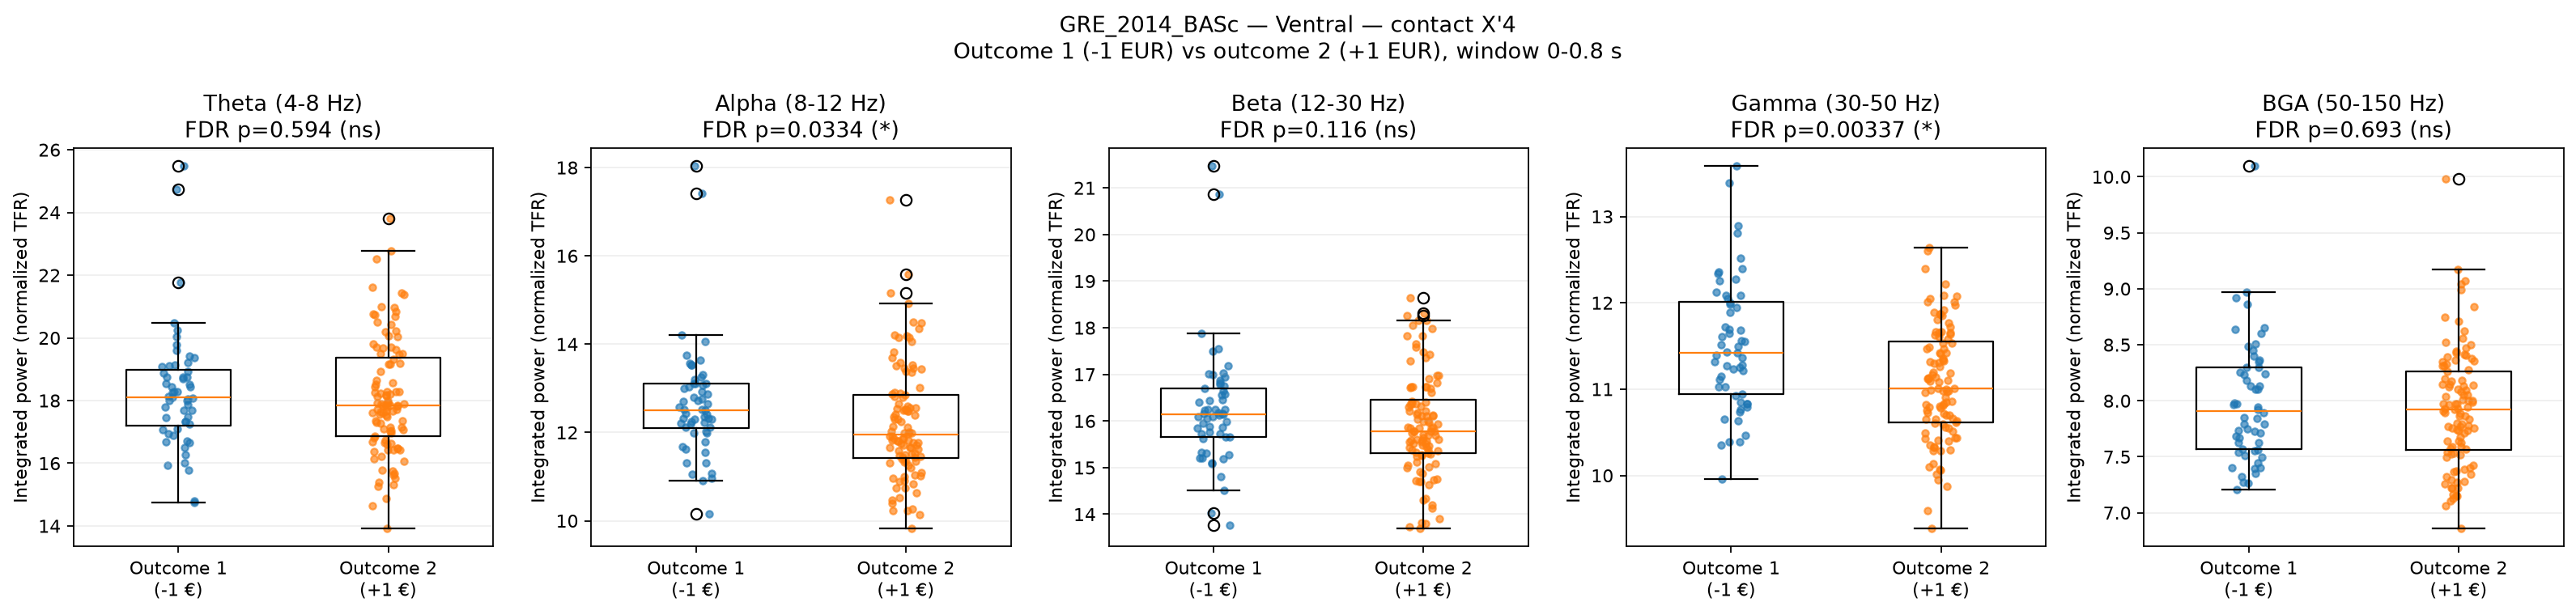 GRE_2014_BASc — Ventral — contact X'4
Outcome 1 (-1 EUR) vs outcome 2 (+1 EUR), window 0-0.8 s
Theta (4-8 Hz)
FDR p=0.594 (ns)
Integrated power (normalized TFR)
26
24
22
20
18
16
14
Outcome 1
(-1 €)
Outcome 2
(+1 €)
Alpha (8-12 Hz)
FDR p=0.0334 (*)
Integrated power (normalized TFR)
18
16
14
12
10
Outcome 1
(-1 €)
Outcome 2
(+1 €)
Beta (12-30 Hz)
FDR p=0.116 (ns)
Integrated power (normalized TFR)
21
20
19
18
17
16
15
14
Outcome 1
(-1 €)
Outcome 2
(+1 €)
Gamma (30-50 Hz)
FDR p=0.00337 (*)
Integrated power (normalized TFR)
13
12
11
10
Outcome 1
(-1 €)
Outcome 2
(+1 €)
BGA (50-150 Hz)
FDR p=0.693 (ns)
Integrated power (normalized TFR)
10.0
9.5
9.0
8.5
8.0
7.5
7.0
Outcome 1
(-1 €)
Outcome 2
(+1 €)